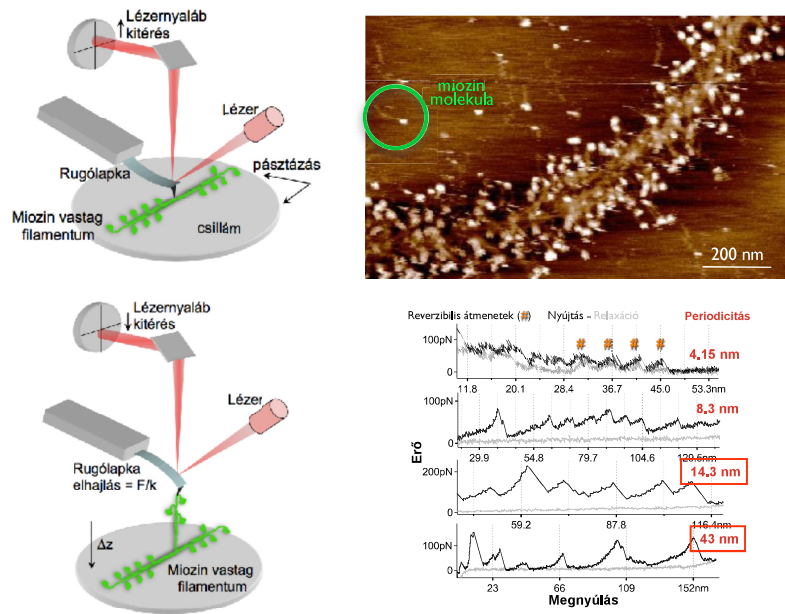 Lézernyaláb
kitérés
Lézer
Rugólapka
pásztázás
Miozin vastag
filamentum
csillám
miozin
molekula
200 nm
Lézernyaláb
kitérés
Lézer
Rugólapka
elhajlás = F/k
Δz
Miozin vastag
filamentum
Reverzibilis átmenetek (#) Nyújtás – Relaxáció Periodicitás
# # # #
100pN
4.15 nm
0
11.8 20.1 28.4 36.7 45.0 53.3nm
100pN
8.3 nm
0
29.9 54.8 79.7 104.6 129.5nm
Erő
200pN
14.3 nm
0
59.2 87.8 116.4nm
43 nm
100pN
0
23 66 109 152nm
Megnyúlás